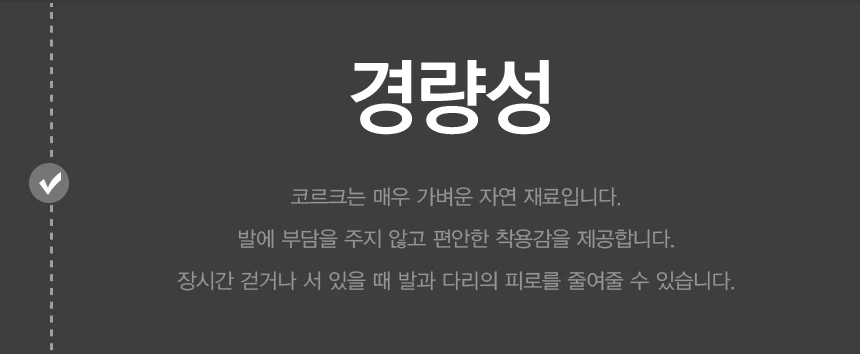 경량성
코르크는 매우 가벼운 자연 재료입니다.
발에 부담을 주지 않고 편안한 착용감을 제공합니다.
장시간 걷거나 서 있을 때 발과 다리의 피로를 줄여줄 수 있습니다.